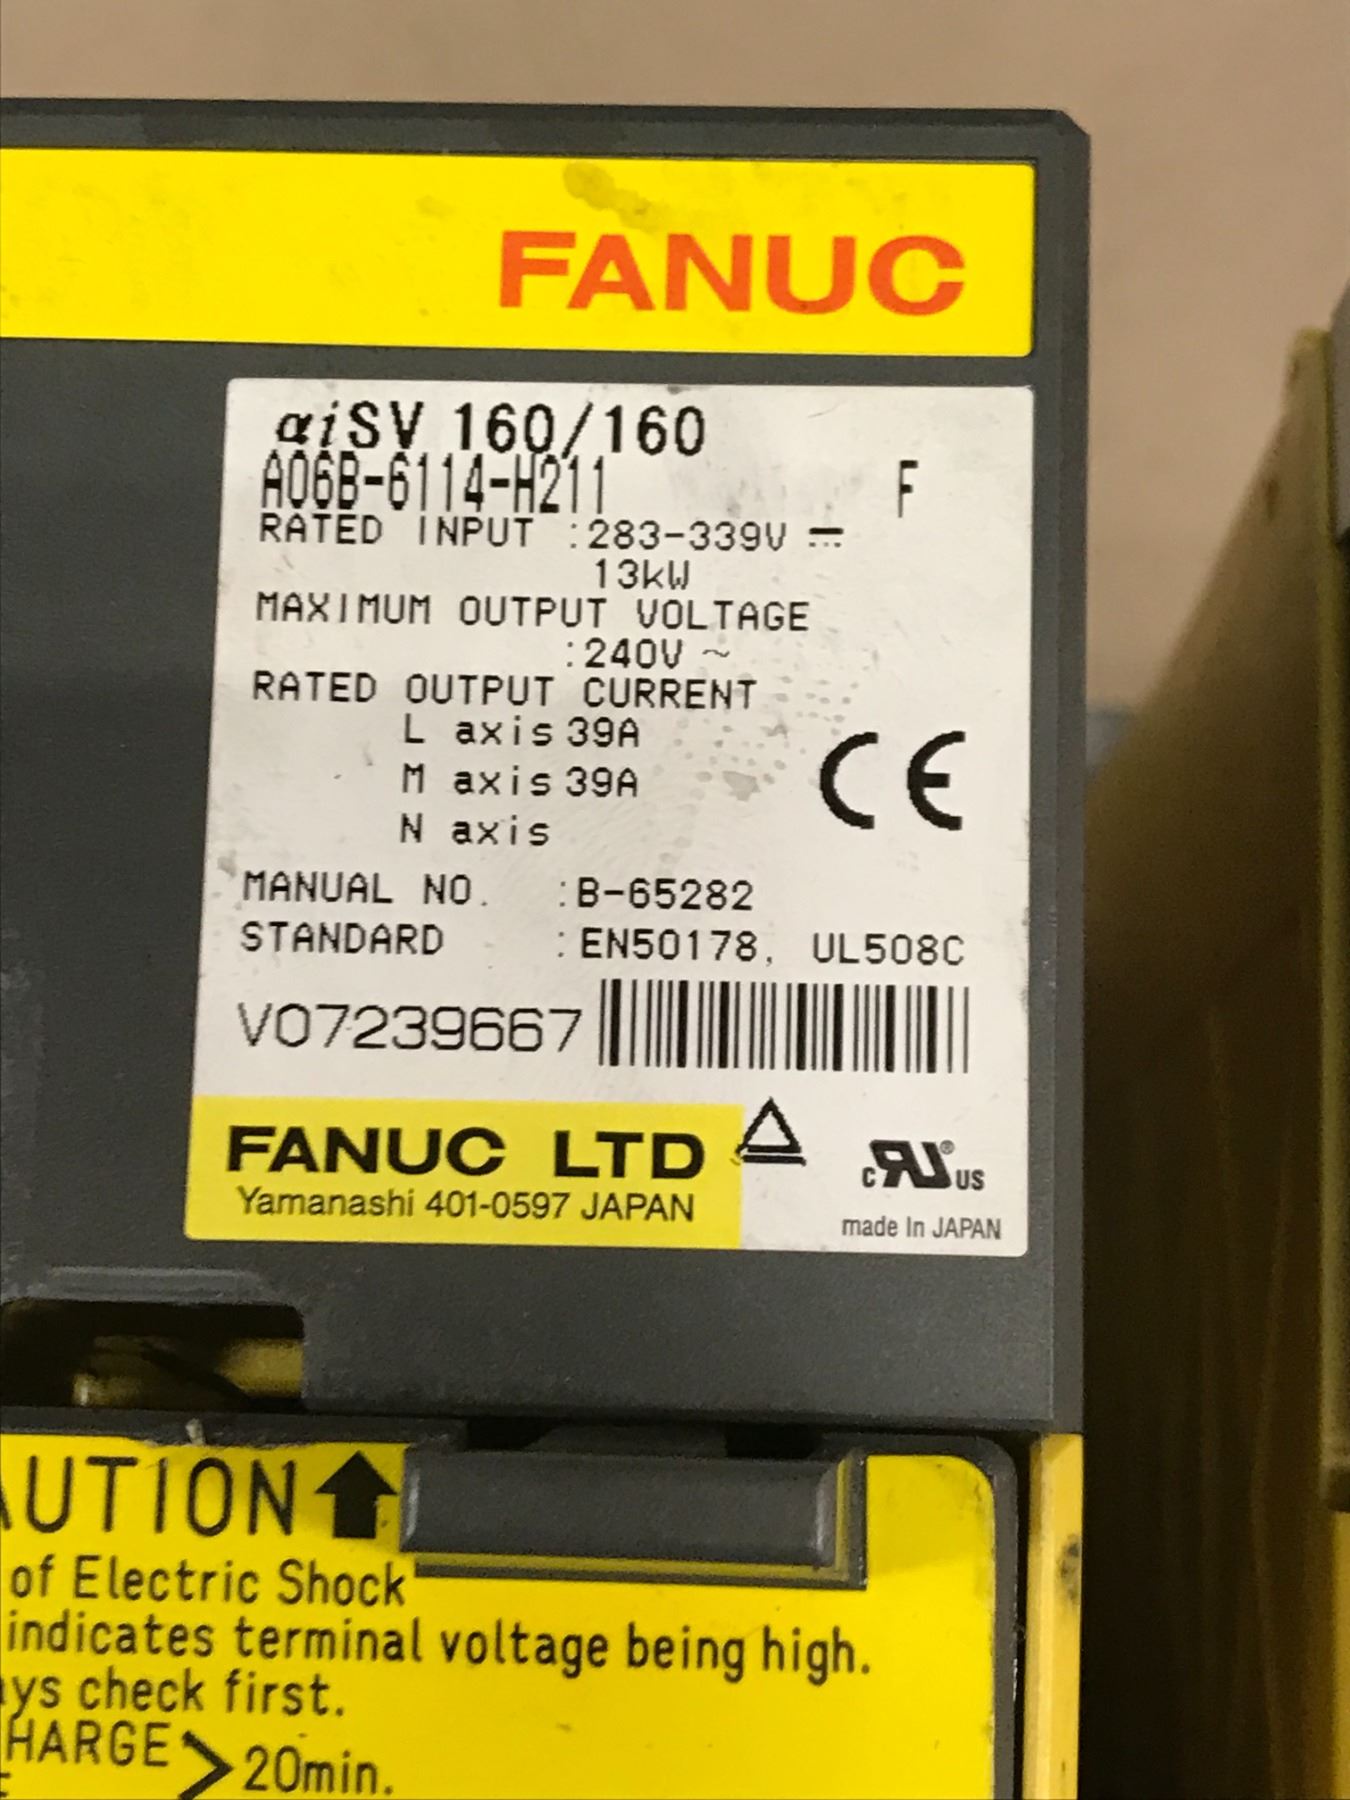 FANUC
αiSV 160/160
A06B-6114-H211 F
RATED INPUT :283-339V ⎓
13kW
MAXIMUM OUTPUT VOLTAGE
:240V ~
RATED OUTPUT CURRENT
L axis 39A
M axis 39A
N axis
CE
MANUAL NO. :B-65282
STANDARD :EN50178, UL508C
V07239667
FANUC LTD
Yamanashi 401-0597 JAPAN
c RU ® US
made In JAPAN
AUTION
of Electric Shock
indicates terminal voltage being high.
ys check first.
HARGE > 20min.